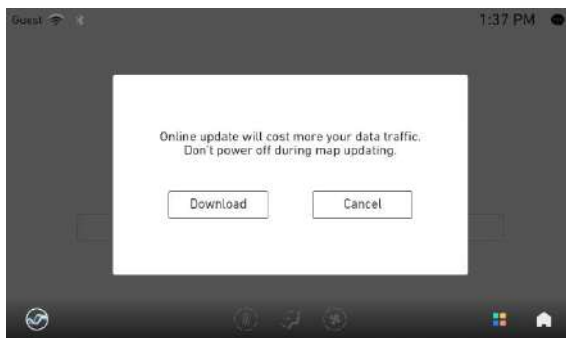 Guest
1:37 PM
Online update will cost more your data traffic.
Don't power off during map updating.
Download
Cancel